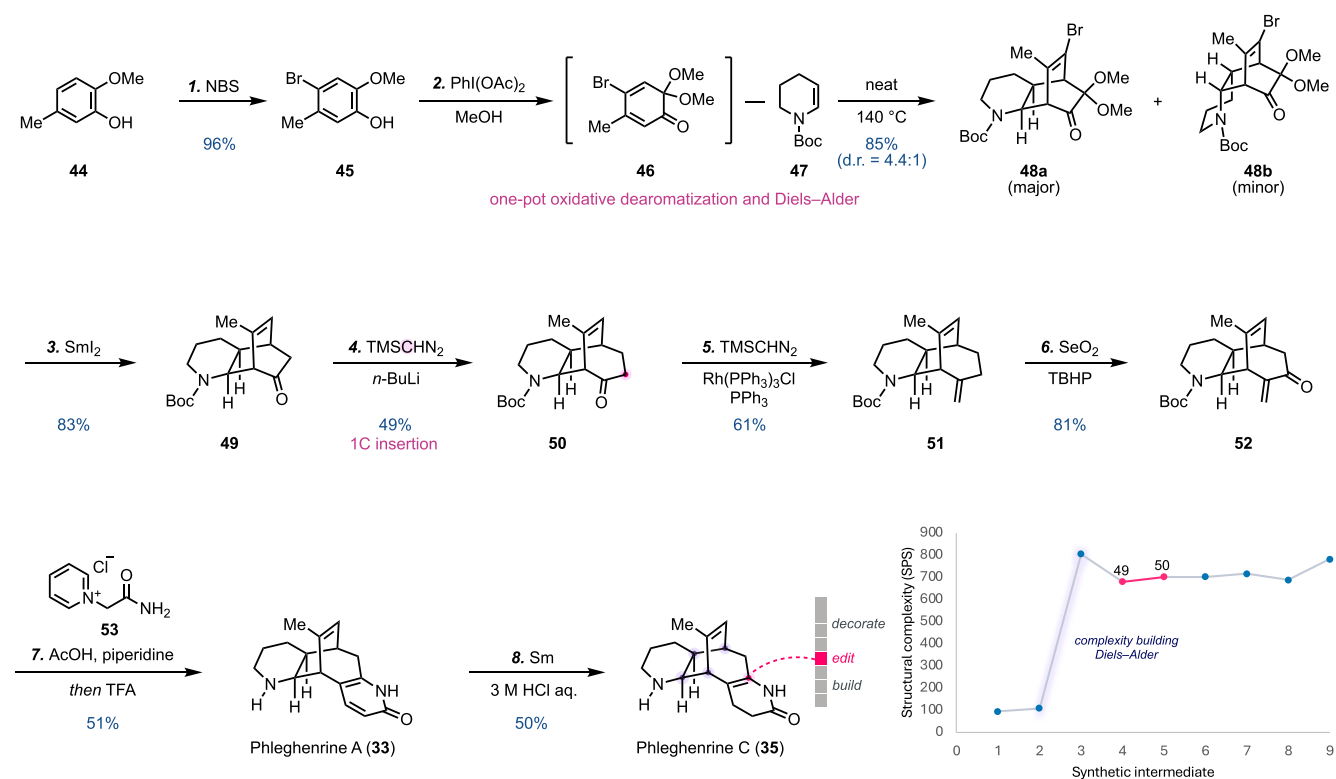 Me
OMe
OH
44
1. NBS
96%
Br
OMe
Me
OH
45
2. PhI(OAc)2
MeOH
Br
OMe
OMe
Me
O
46
N
Boc
47
one-pot oxidative dearomatization and Diels–Alder
neat
140 °C
85%
(d.r. = 4.4:1)
Br
Me
OMe
OMe
N
Boc
H
H
O
48a
(major)
+
Br
Me
H
H
OMe
OMe
O
N
Boc
48b
(minor)
3. SmI2
83%
Me
N
Boc
H
H
O
49
4. TMSCHN2
n-BuLi
49%
1C insertion
Me
N
Boc
H
H
O
50
5. TMSCHN2
Rh(PPh3)3Cl
PPh3
61%
Me
N
Boc
H
H
51
6. SeO2
TBHP
81%
Me
N
Boc
H
H
O
52
Cl–
N+
O
NH2
53
7. AcOH, piperidine
then TFA
51%
Me
N
H
H
H
NH
O
Phleghenrine A (33)
8. Sm
3 M HCl aq.
50%
Me
N
H
H
H
NH
O
Phleghenrine C (35)
decorate
edit
build
Structural complexity (SPS)
900
800
700
600
500
400
300
200
100
0
49
50
complexity building
Diels–Alder
0 1 2 3 4 5 6 7 8 9
Synthetic intermediate